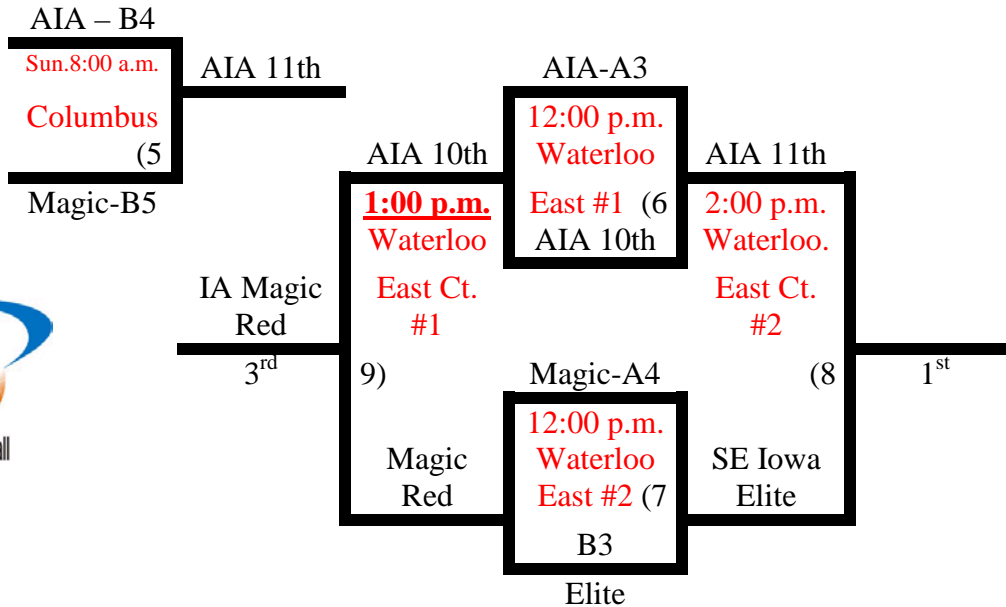 AIA – B4
Sun.8:00 a.m.
AIA 11th
Columbus
(5
Magic-B5
AIA-A3
12:00 p.m.
Waterloo
East #1 (6
AIA 10th
AIA 10th
1:00 p.m.
Waterloo
East Ct.
#1
9)
AIA 11th
2:00 p.m.
Waterloo.
East Ct.
#2
(8
IA Magic
Red
3rd
1st
Magic-A4
12:00 p.m.
Waterloo
East #2 (7
B3
Elite
Magic
Red
SE Iowa
Elite
all